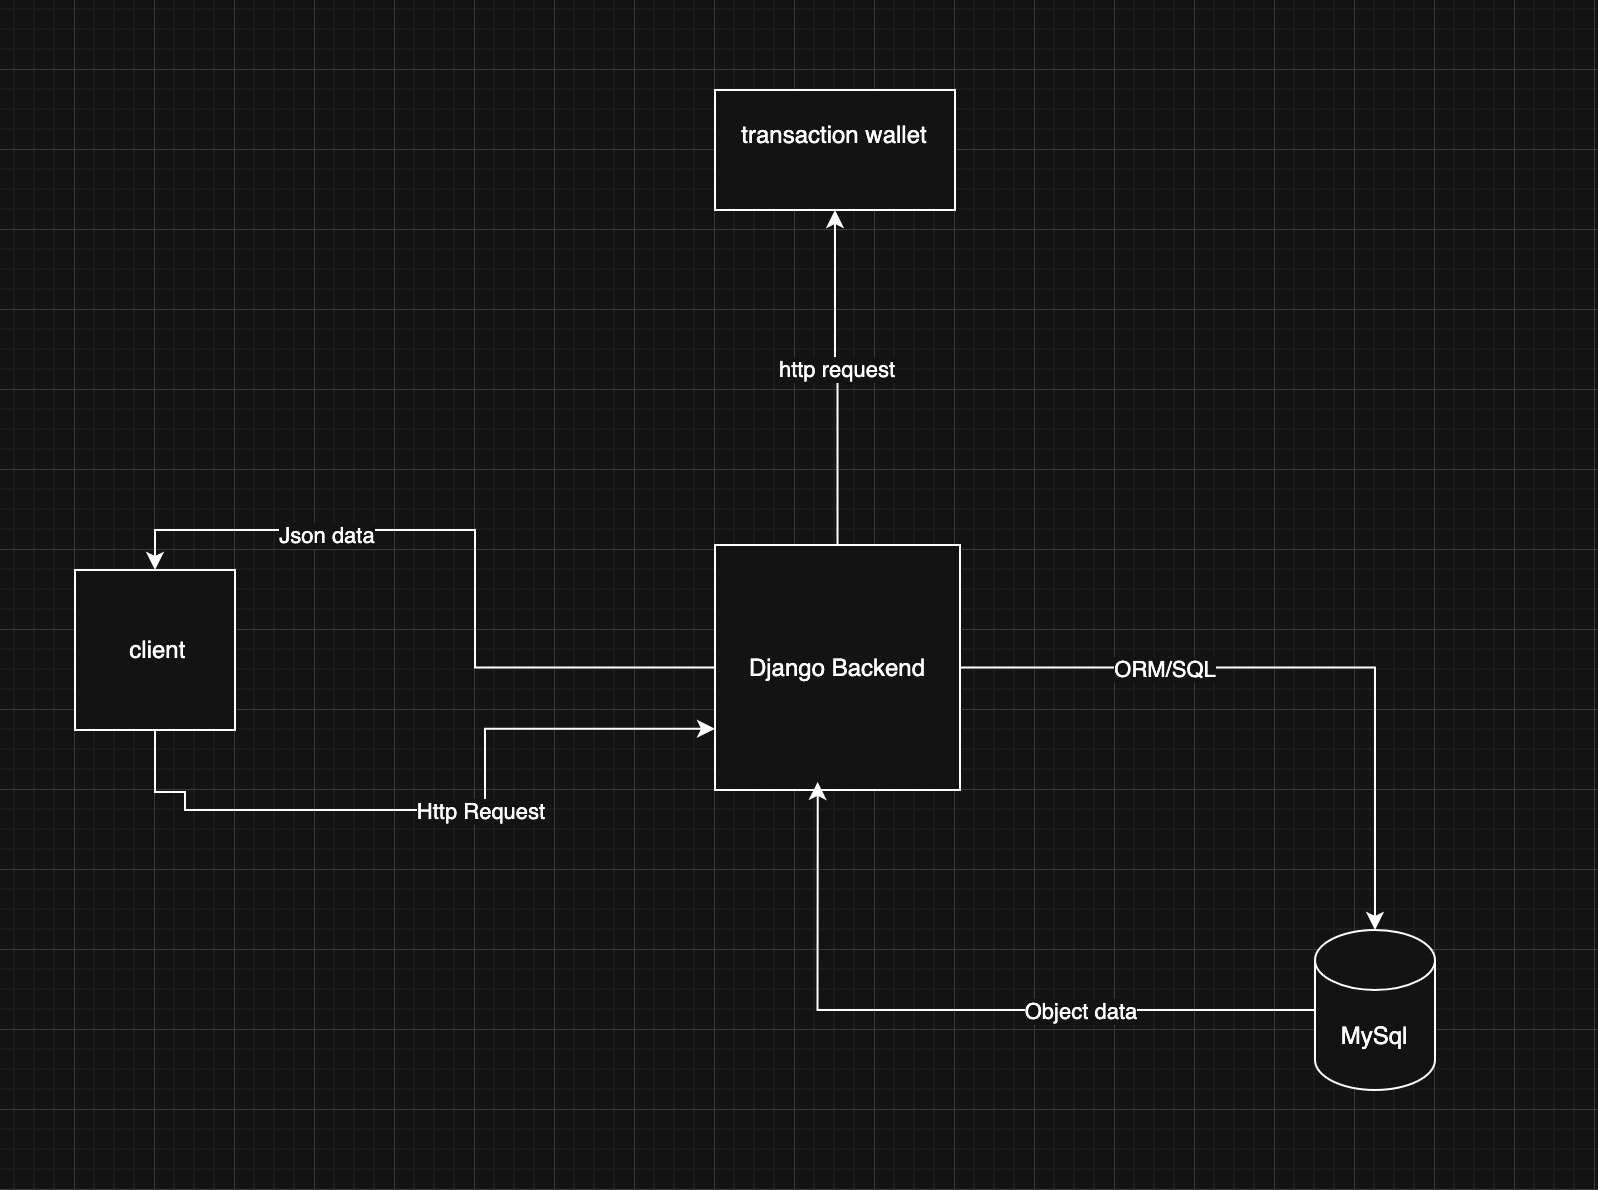 transaction wallet
http request
Json data
client
Django Backend
ORM/SQL
Http Request
Object data
MySql